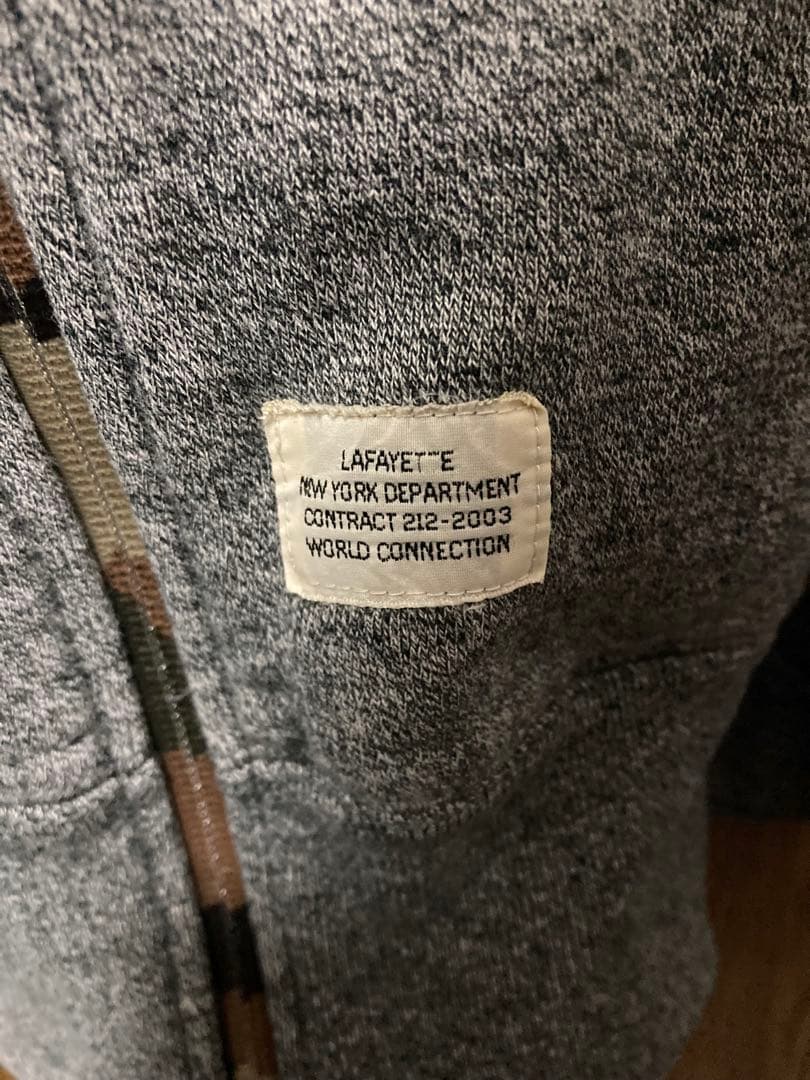 LAFAYETTE
NEW YORK DEPARTMENT
CONTRACT 212-2003
WORLD CONNECTION